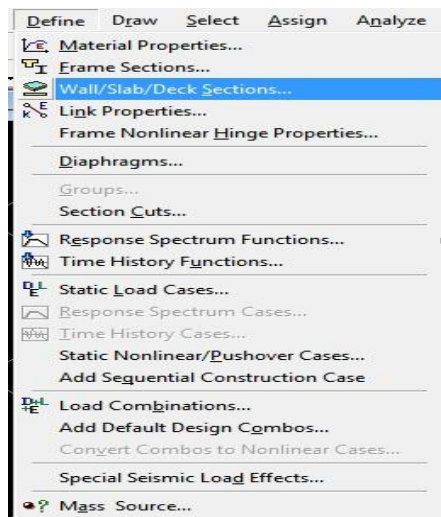 Define Draw Select Assign Analyze
Material Properties...
Frame Sections...
Wall/Slab/Deck Sections...
Link Properties...
Frame Nonlinear Hinge Properties...
Diaphragms...
Groups...
Section Cuts...
Response Spectrum Functions...
Time History Functions...
Static Load Cases...
Response Spectrum Cases...
Time History Cases...
Static Nonlinear/Pushover Cases...
Add Sequential Construction Case
Load Combinations...
Add Default Design Combos...
Convert Combos to Nonlinear Cases...
Special Seismic Load Effects...
Mass Source...